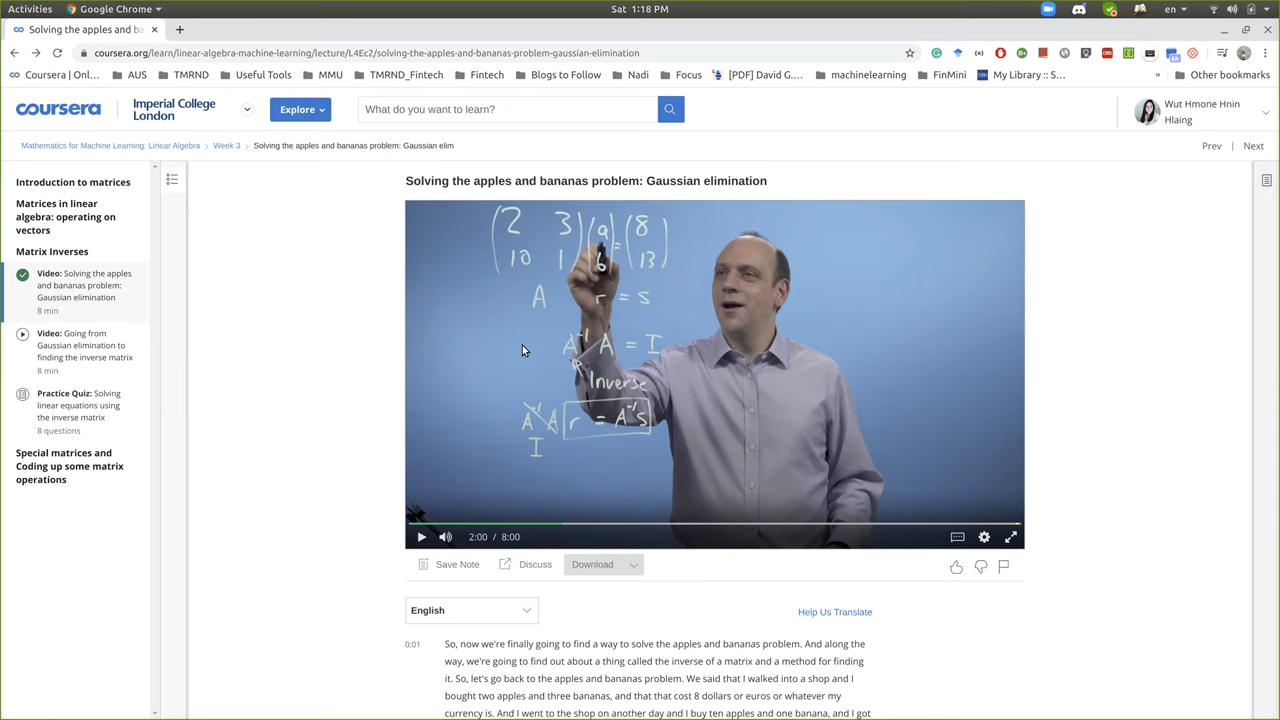 Activities
Google Chrome
Sat 1:18 PM
en
Solving the apples and ba
coursera.org/learn/linear-algebra-machine-learning/lecture/L4Ec2/solving-the-apples-and-bananas-problem-gaussian-elimination
Coursera | Onl…
AUS
TMRND
Useful Tools
MMU
TMRND_Fintech
Fintech
Blogs to Follow
Nadi
Focus
[PDF] David G.…
machinelearning
FinMini
My Library :: S…
»
Other bookmarks
coursera
Imperial College
London
Explore
What do you want to learn?
Wut Hmone Hnin
Hlaing
Mathematics for Machine Learning: Linear Algebra
Week 3
Solving the apples and bananas problem: Gaussian elim
Prev
Next
Introduction to matrices
Matrices in linear
algebra: operating on
vectors
Matrix Inverses
Video: Solving the apples
and bananas problem:
Gaussian elimination
8 min
Video: Going from
Gaussian elimination to
finding the inverse matrix
8 min
Practice Quiz: Solving
linear equations using
the inverse matrix
8 questions
Special matrices and
Coding up some matrix
operations
Solving the apples and bananas problem: Gaussian elimination
(2 3)(a = (8
10 1 b 13)
A r = s
A⁻¹ A = I
Inverse
A⁻¹ A r = A⁻¹ s
I
2:00 / 8:00
Save Note
Discuss
Download
English
Help Us Translate
0:01
So, now we're finally going to find a way to solve the apples and bananas problem. And along the
way, we're going to find out about a thing called the inverse of a matrix and a method for finding
it. So, let's go back to the apples and bananas problem. We said that I walked into a shop and I
bought two apples and three bananas, and that that cost 8 dollars or euros or whatever my
currency is. And I went to the shop on another day and I buy ten apples and one banana, and I got